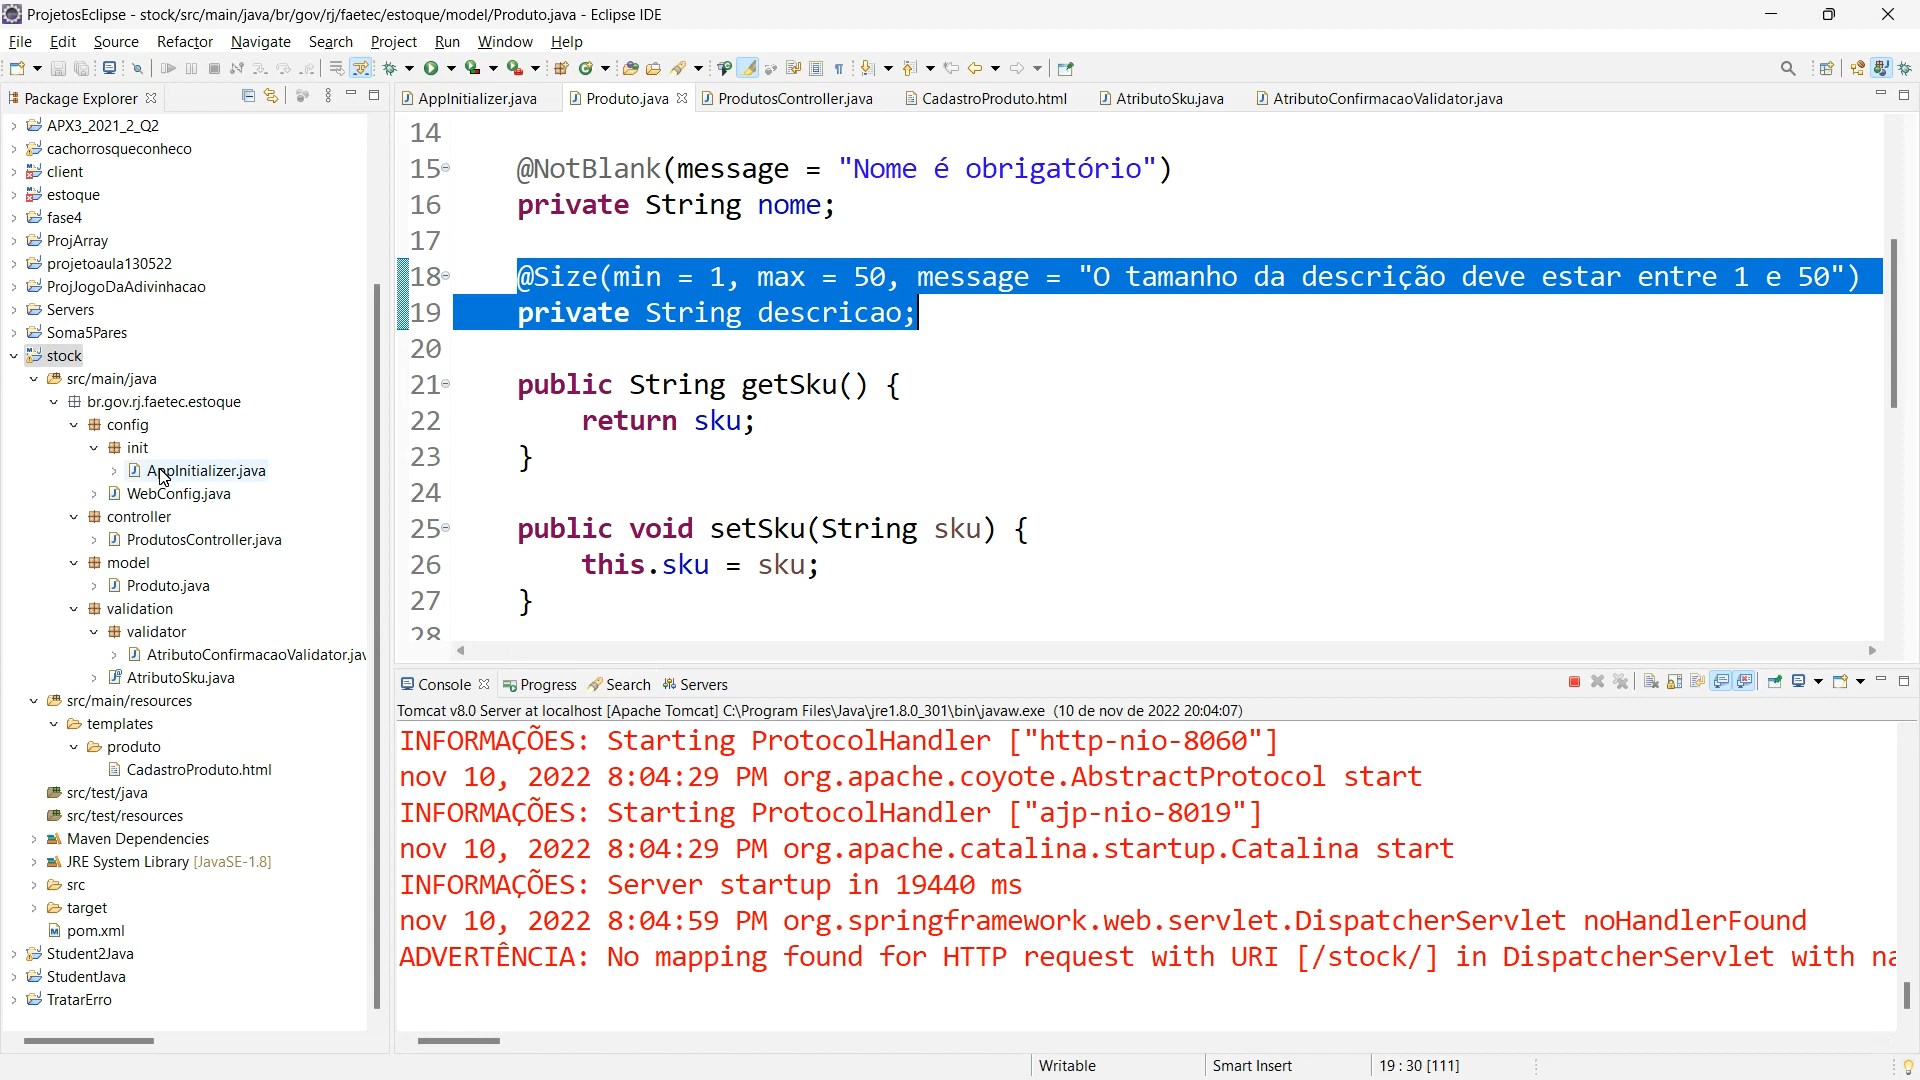 ProjetosEclipse - stock/src/main/java/br/gov/rj/faetec/estoque/model/Produto.java - Eclipse IDE
File Edit Source Refactor Navigate Search Project Run Window Help
Package Explorer
APX3_2021_2_Q2
cachorrosqueconheco
client
estoque
fase4
ProjArray
projetoaula130522
ProjJogoDaAdivinhacao
Servers
Soma5Pares
stock
src/main/java
br.gov.rj.faetec.estoque
config
init
AppInitializer.java
WebConfig.java
controller
ProdutosController.java
model
Produto.java
validation
validator
AtributoConfirmacaoValidator.jav
AtributoSku.java
src/main/resources
templates
produto
CadastroProduto.html
src/test/java
src/test/resources
Maven Dependencies
JRE System Library [JavaSE-1.8]
src
target
pom.xml
Student2Java
StudentJava
TratarErro
AppInitializer.java Produto.java ProdutosController.java CadastroProduto.html AtributoSku.java AtributoConfirmacaoValidator.java
14
15 @NotBlank(message = "Nome é obrigatório")
16 private String nome;
17
18 @Size(min = 1, max = 50, message = "O tamanho da descrição deve estar entre 1 e 50")
19 private String descricao;
20
21 public String getSku() {
22 return sku;
23 }
24
25 public void setSku(String sku) {
26 this.sku = sku;
27 }
28
Console Progress Search Servers
Tomcat v8.0 Server at localhost [Apache Tomcat] C:\Program Files\Java\jre1.8.0_301\bin\javaw.exe (10 de nov de 2022 20:04:07)
INFORMAÇÕES: Starting ProtocolHandler ["http-nio-8060"]
nov 10, 2022 8:04:29 PM org.apache.coyote.AbstractProtocol start
INFORMAÇÕES: Starting ProtocolHandler ["ajp-nio-8019"]
nov 10, 2022 8:04:29 PM org.apache.catalina.startup.Catalina start
INFORMAÇÕES: Server startup in 19440 ms
nov 10, 2022 8:04:59 PM org.springframework.web.servlet.DispatcherServlet noHandlerFound
ADVERTÊNCIA: No mapping found for HTTP request with URI [/stock/] in DispatcherServlet with na
Writable Smart Insert 19 : 30 [111]